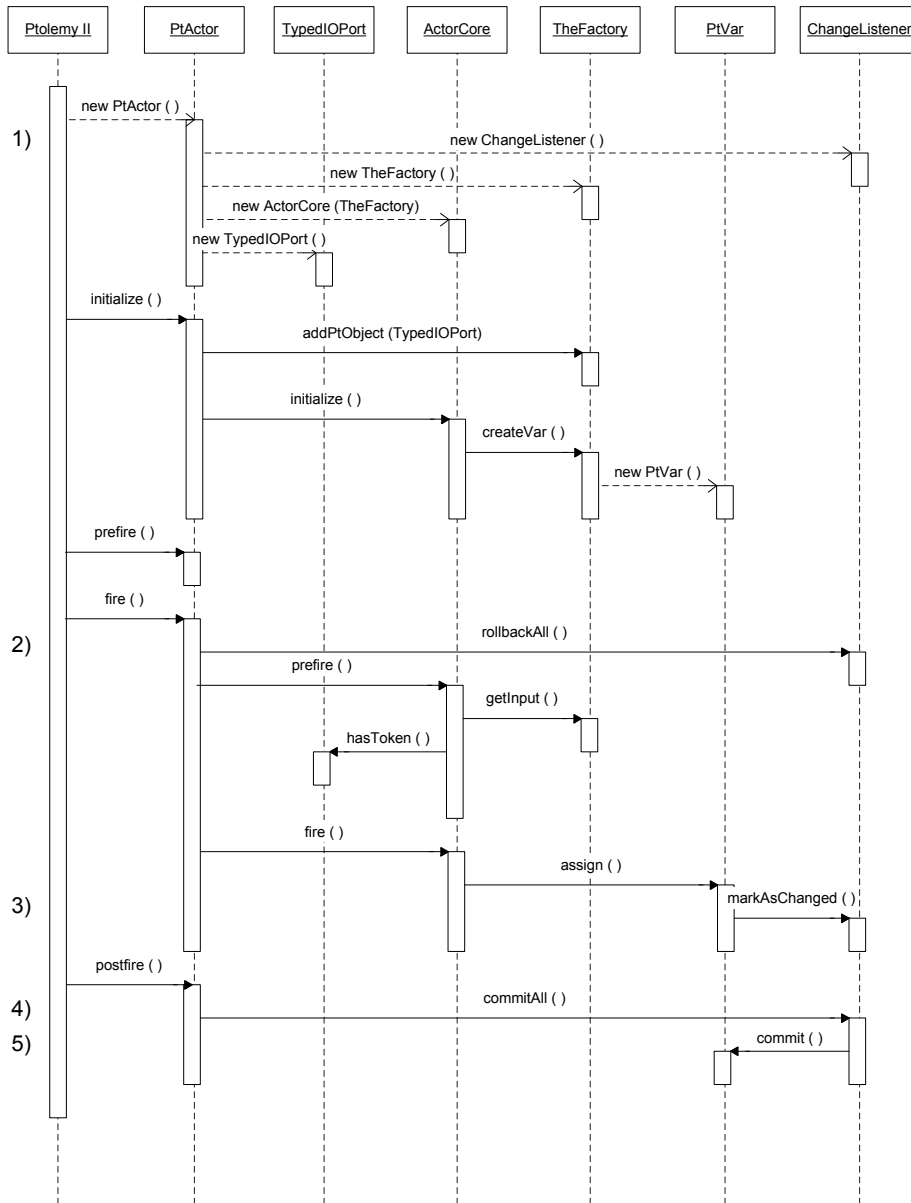 Ptolemy II PtActor TypedIOPort ActorCore TheFactory PtVar ChangeListener
new PtActor ( )
1)
new ChangeListener ( )
new TheFactory ( )
new ActorCore (TheFactory)
new TypedIOPort ( )
initialize ( )
addPtObject (TypedIOPort)
initialize ( )
createVar ( )
new PtVar ( )
prefire ( )
fire ( )
2)
rollbackAll ( )
prefire ( )
getInput ( )
hasToken ( )
fire ( )
assign ( )
3)
markAsChanged ( )
postfire ( )
4)
commitAll ( )
5)
commit ( )